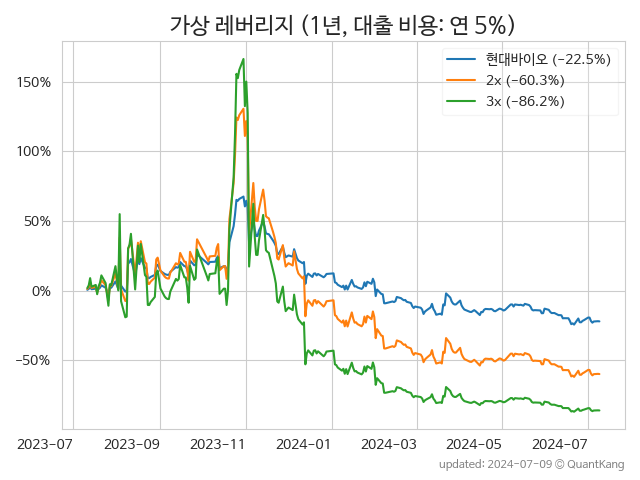 가상 레버리지 (1년, 대출 비용: 연 5%)
현대바이오 (−22.5%)
2x (−60.3%)
3x (−86.2%)
150%
100%
50%
0%
−50%
2023-07 2023-09 2023-11 2024-01 2024-03 2024-05 2024-07
updated: 2024-07-09 © QuantKang